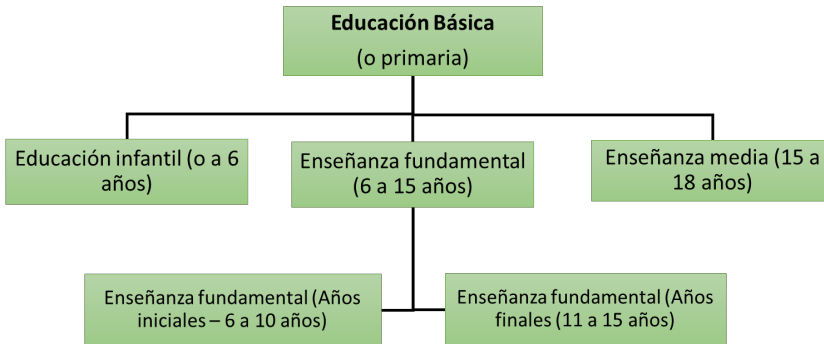 Educación Básica
(o primaria)
Educación infantil (o a 6
años)
Enseñanza fundamental
(6 a 15 años)
Enseñanza media (15 a
18 años)
Enseñanza fundamental (Años
iniciales – 6 a 10 años)
Enseñanza fundamental (Años
finales (11 a 15 años)